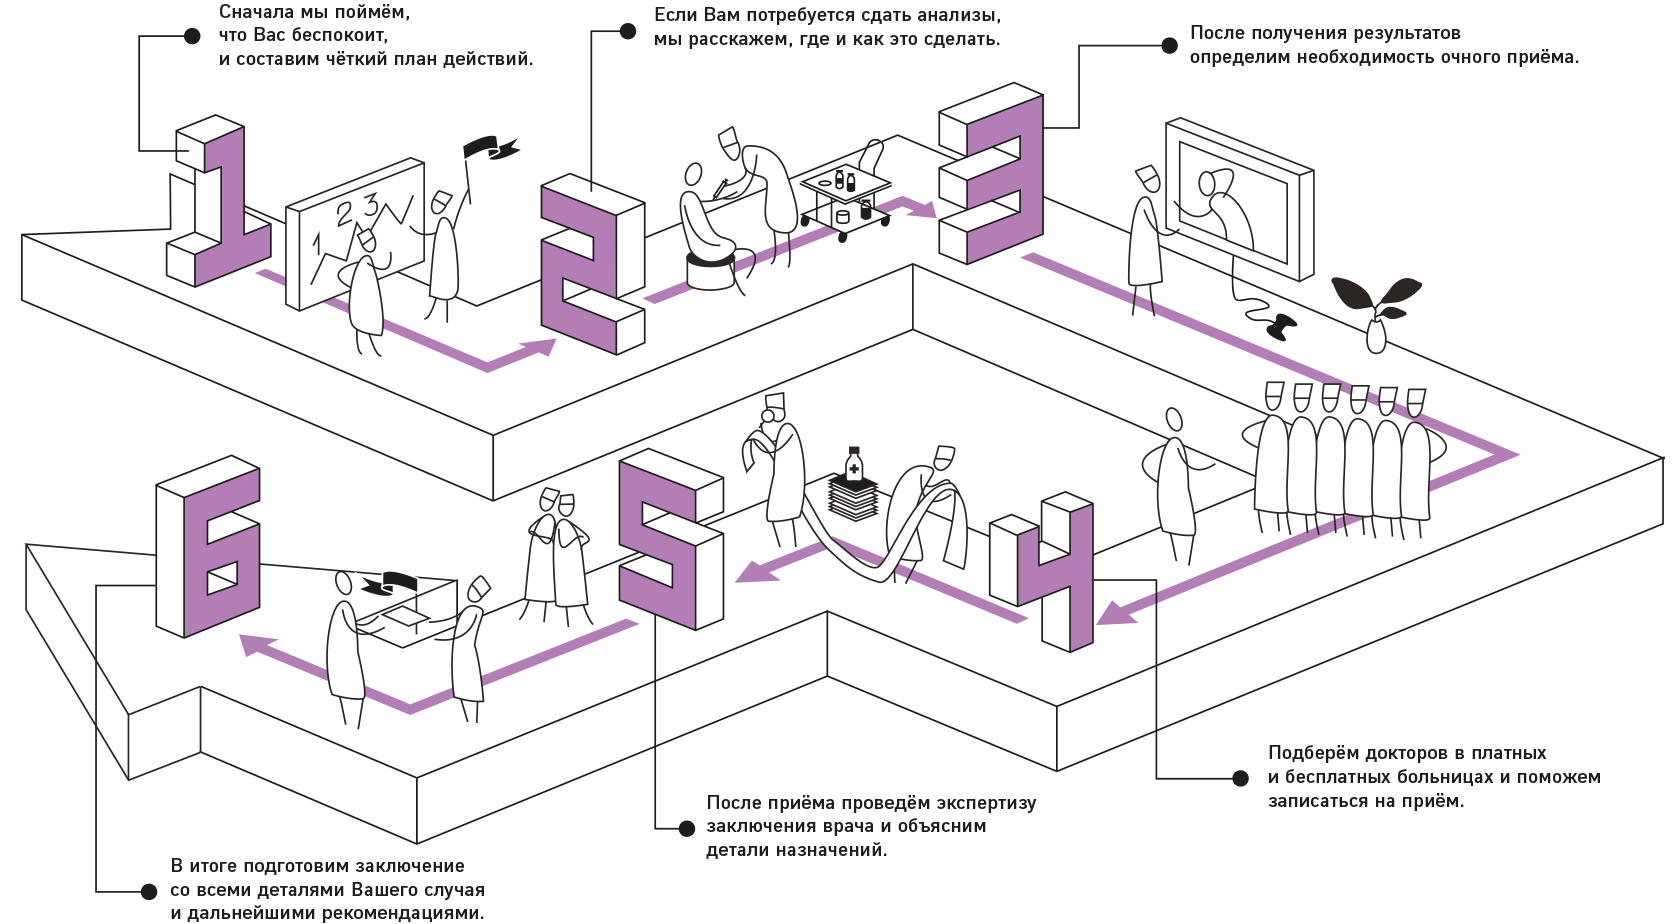 Сначала мы поймём,
что Вас беспокоит,
и составим чёткий план действий.
Если Вам потребуется сдать анализы,
мы расскажем, где и как это сделать.
После получения результатов
определим необходимость очного приёма.
1
1 2 3
2
3
4
5
6
Подберём докторов в платных
и бесплатных больницах и поможем
записаться на приём.
После приёма проведём экспертизу
заключения врача и объясним
детали назначений.
В итоге подготовим заключение
со всеми деталями Вашего случая
и дальнейшими рекомендациями.